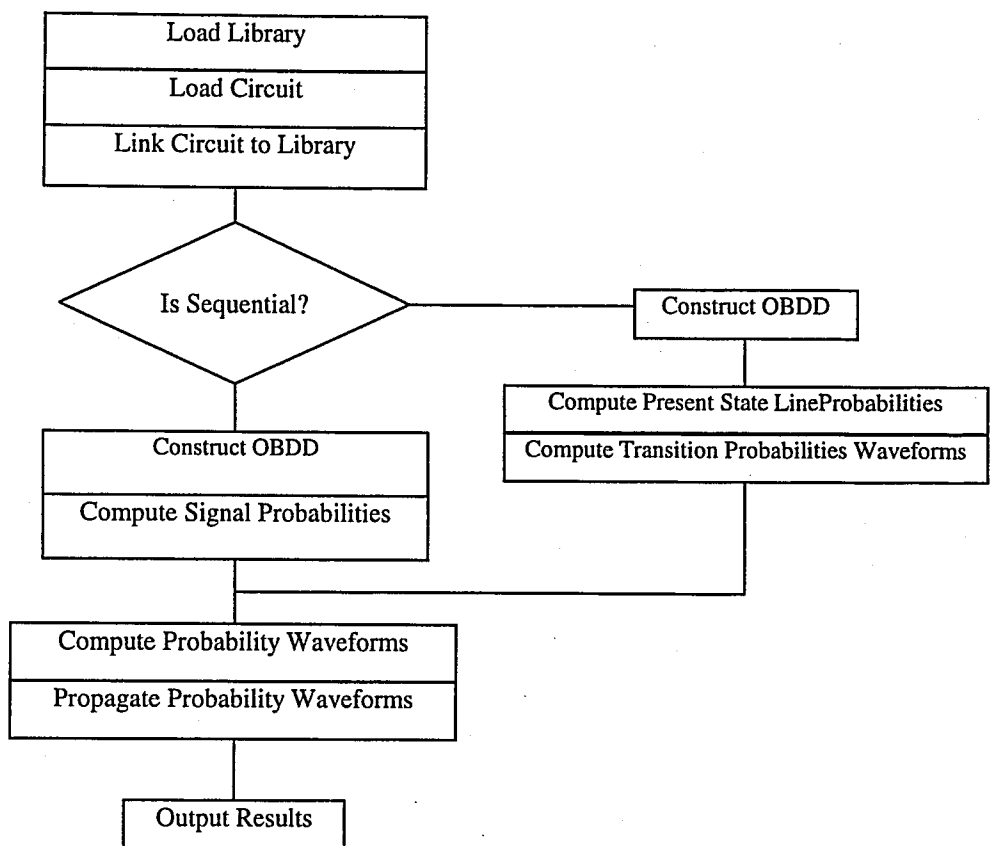 Load Library
Load Circuit
Link Circuit to Library
Is Sequential?
Construct OBDD
Compute Present State LineProbabilities
Compute Transition Probabilities Waveforms
Construct OBDD
Compute Signal Probabilities
Compute Probability Waveforms
Propagate Probability Waveforms
Output Results